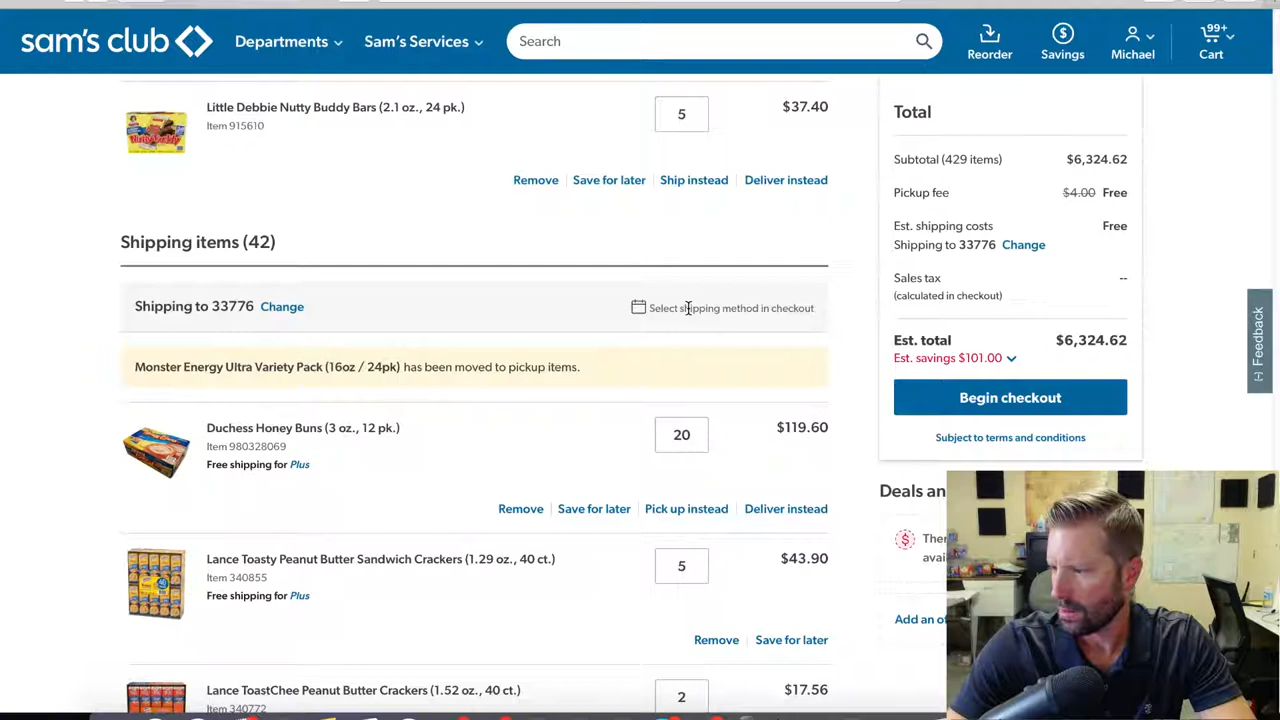 sam's club
Departments
Sam's Services
Search
Reorder
Savings
Michael
99+
Cart
Little Debbie Nutty Buddy Bars (2.1 oz., 24 pk.)
Item 915610
5
$37.40
Remove
Save for later
Ship instead
Deliver instead
Shipping items (42)
Shipping to 33776 Change
Select shipping method in checkout
Monster Energy Ultra Variety Pack (16oz / 24pk) has been moved to pickup items.
Duchess Honey Buns (3 oz., 12 pk.)
Item 980328069
Free shipping for Plus
20
$119.60
Remove
Save for later
Pick up instead
Deliver instead
Lance Toasty Peanut Butter Sandwich Crackers (1.29 oz., 40 ct.)
Item 340855
Free shipping for Plus
5
$43.90
Remove
Save for later
Lance ToastChee Peanut Butter Crackers (1.52 oz., 40 ct.)
Item 340772
2
$17.56
Total
Subtotal (429 items) $6,324.62
Pickup fee $4.00 Free
Est. shipping costs Free
Shipping to 33776 Change
Sales tax --
(calculated in checkout)
Est. total $6,324.62
Est. savings $101.00
Begin checkout
Subject to terms and conditions
Deals an
Ther
avai
Add an of
[-] Feedback